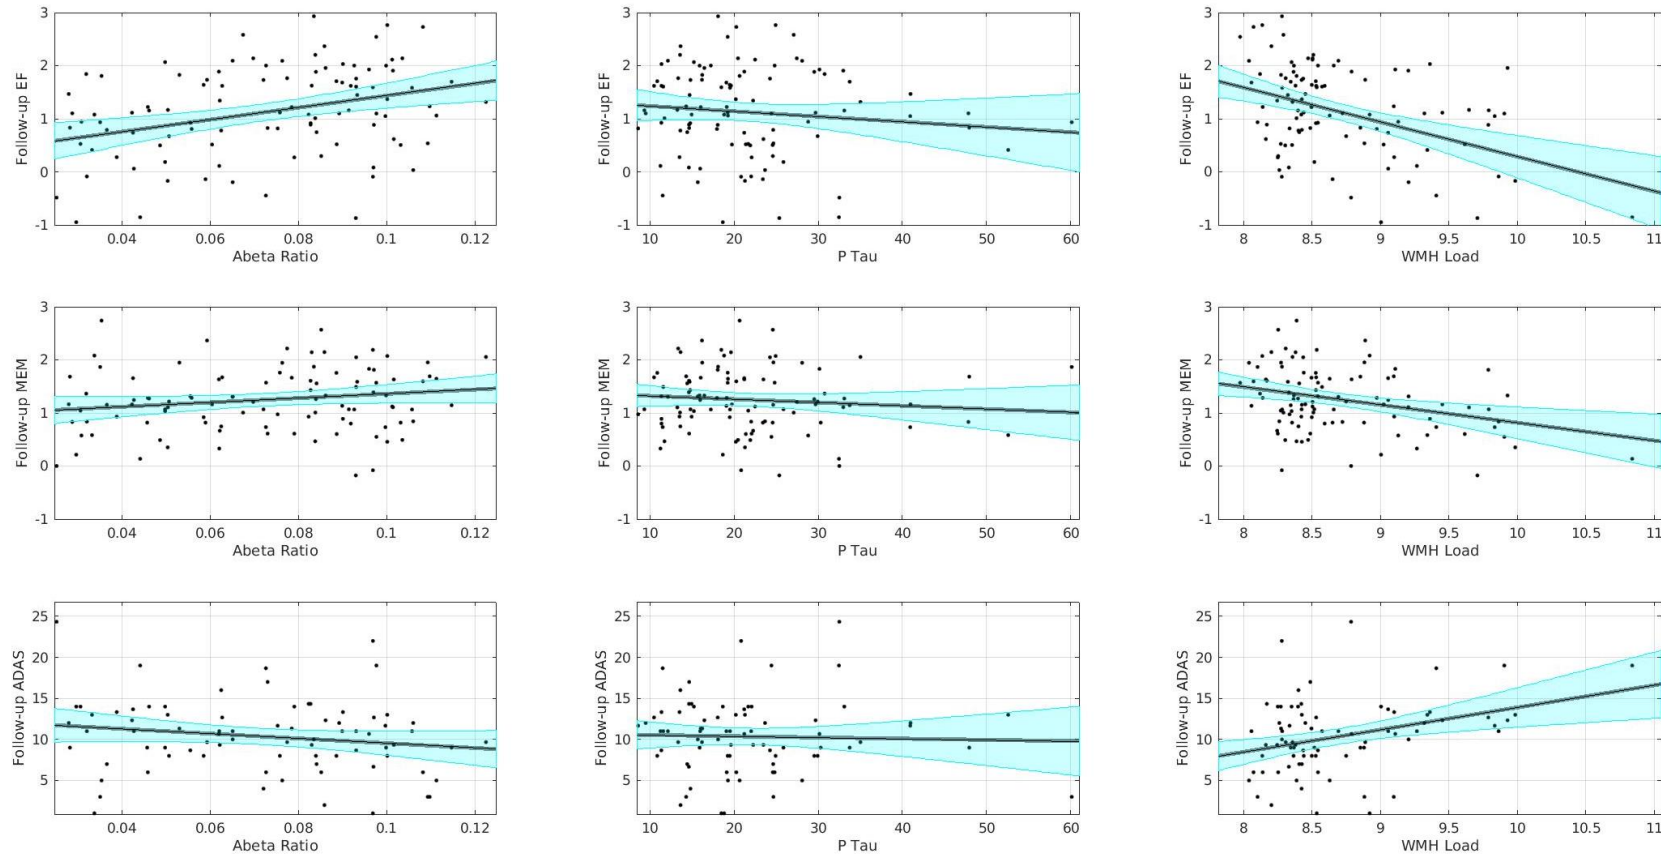 3
2
1
0
-1
Follow-up EF
0.04 0.06 0.08 0.1 0.12
Abeta Ratio
3
2
1
0
-1
Follow-up EF
10 20 30 40 50 60
P Tau
3
2
1
0
-1
Follow-up EF
8 8.5 9 9.5 10 10.5 11
WMH Load
3
2
1
0
-1
Follow-up MEM
0.04 0.06 0.08 0.1 0.12
Abeta Ratio
3
2
1
0
-1
Follow-up MEM
10 20 30 40 50 60
P Tau
3
2
1
0
-1
Follow-up MEM
8 8.5 9 9.5 10 10.5 11
WMH Load
25
20
15
10
5
Follow-up ADAS
0.04 0.06 0.08 0.1 0.12
Abeta Ratio
25
20
15
10
5
Follow-up ADAS
10 20 30 40 50 60
P Tau
25
20
15
10
5
Follow-up ADAS
8 8.5 9 9.5 10 10.5 11
WMH Load